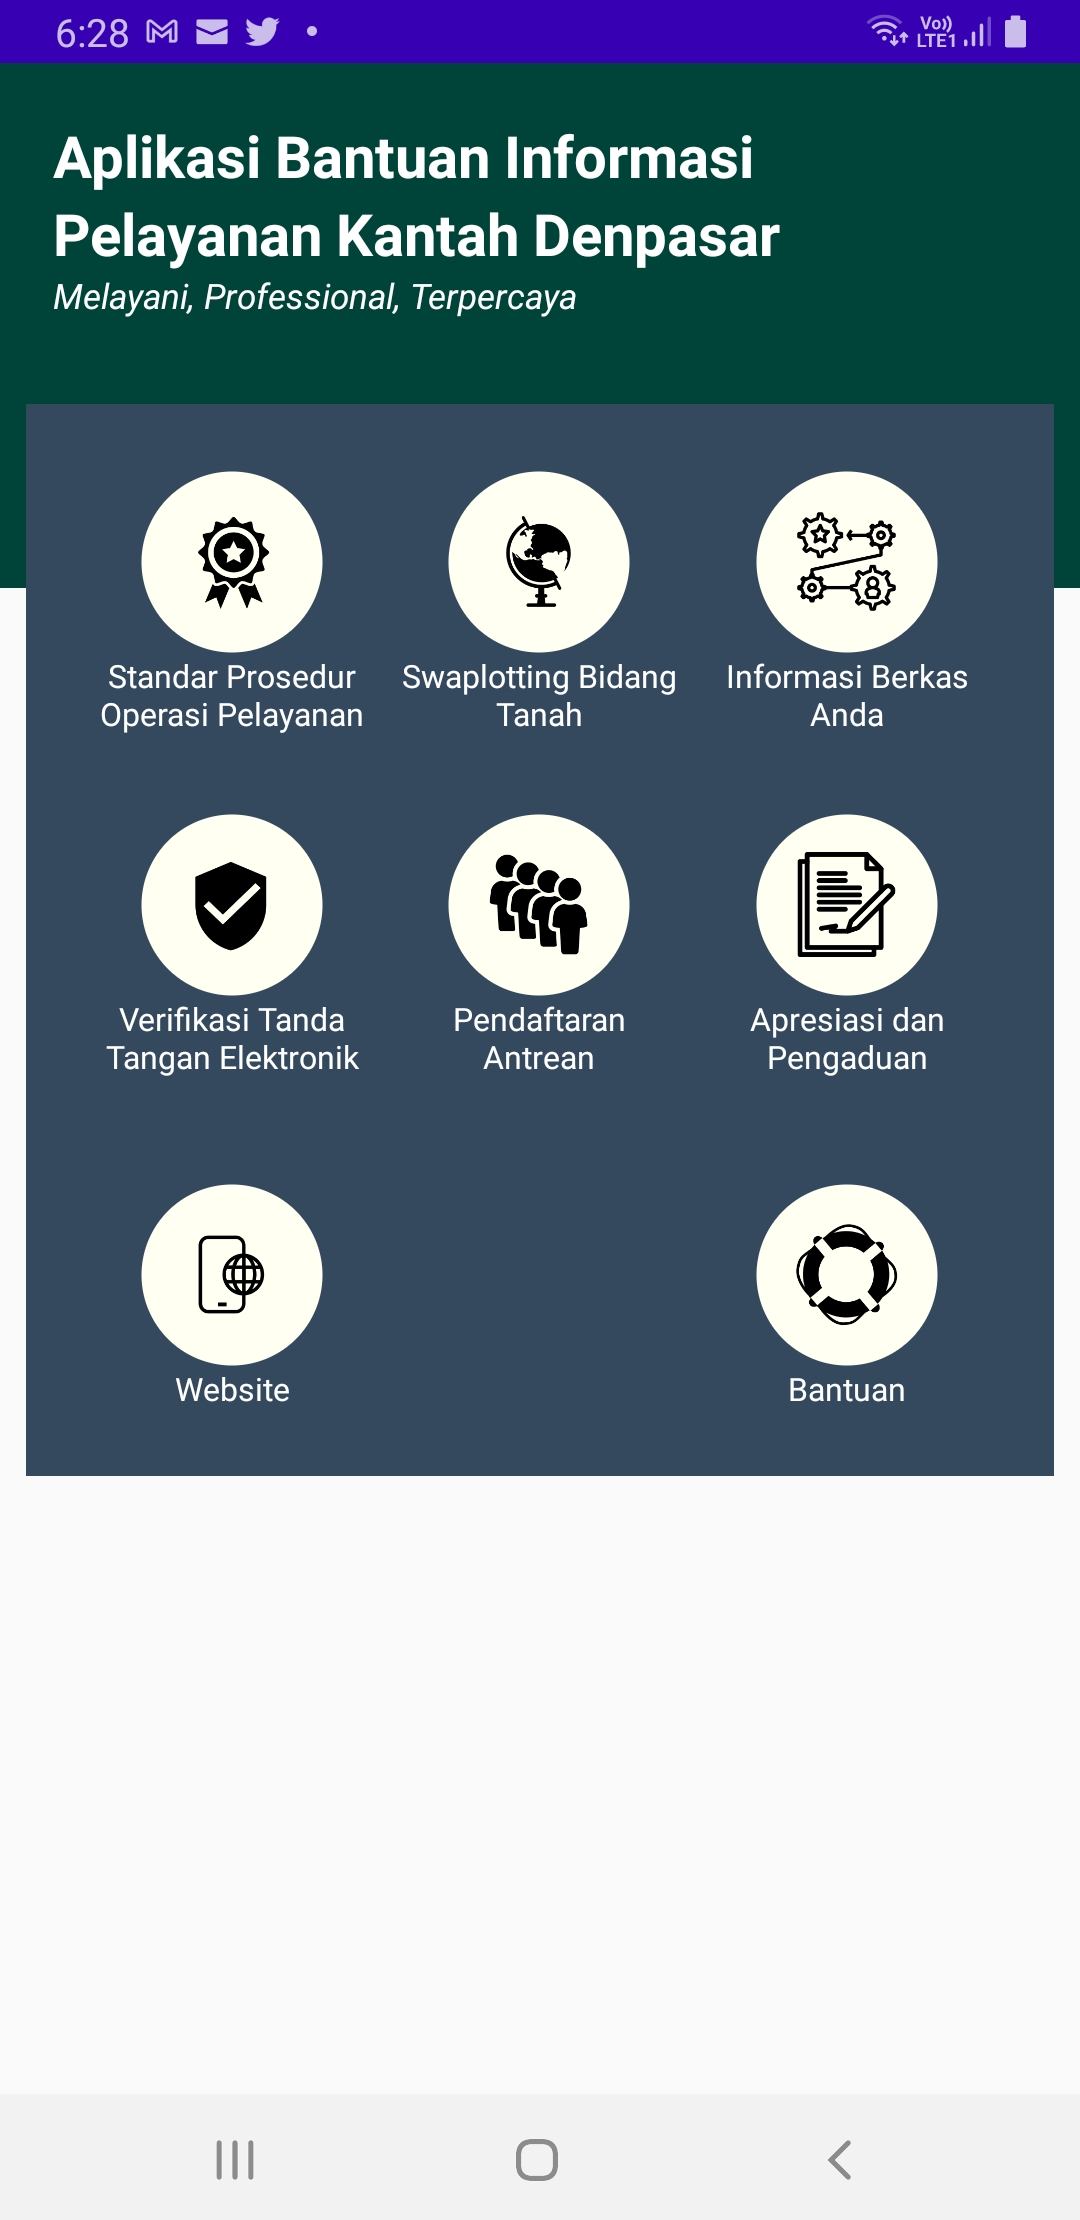 6:28
Vo))
LTE1
Aplikasi Bantuan Informasi
Pelayanan Kantah Denpasar
Melayani, Professional, Terpercaya
Standar Prosedur
Operasi Pelayanan
Swaplotting Bidang
Tanah
Informasi Berkas
Anda
Verifikasi Tanda
Tangan Elektronik
Pendaftaran
Antrean
Apresiasi dan
Pengaduan
Website
Bantuan